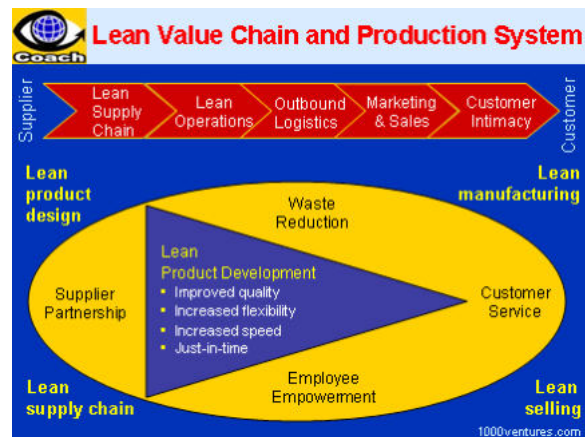 Coach
Lean Value Chain and Production System
Supplier
Lean
Supply
Chain
Lean
Operations
Outbound
Logistics
Marketing
& Sales
Customer
Intimacy
Customer
Lean
product
design
Lean
manufacturing
Waste
Reduction
Lean
Product Development
Improved quality
Increased flexibility
Increased speed
Just-in-time
Supplier
Partnership
Customer
Service
Employee
Empowerment
Lean
supply chain
Lean
selling
1000ventures.com